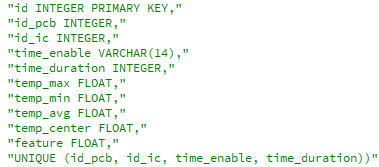 "id INTEGER PRIMARY KEY,"
"id_pcb INTEGER,"
"id_ic INTEGER,"
"time_enable VARCHAR(14),"
"time_duration INTEGER,"
"temp_max FLOAT,"
"temp_min FLOAT,"
"temp_avg FLOAT,"
"temp_center FLOAT,"
"feature FLOAT,"
"UNIQUE (id_pcb, id_ic, time_enable, time_duration))"